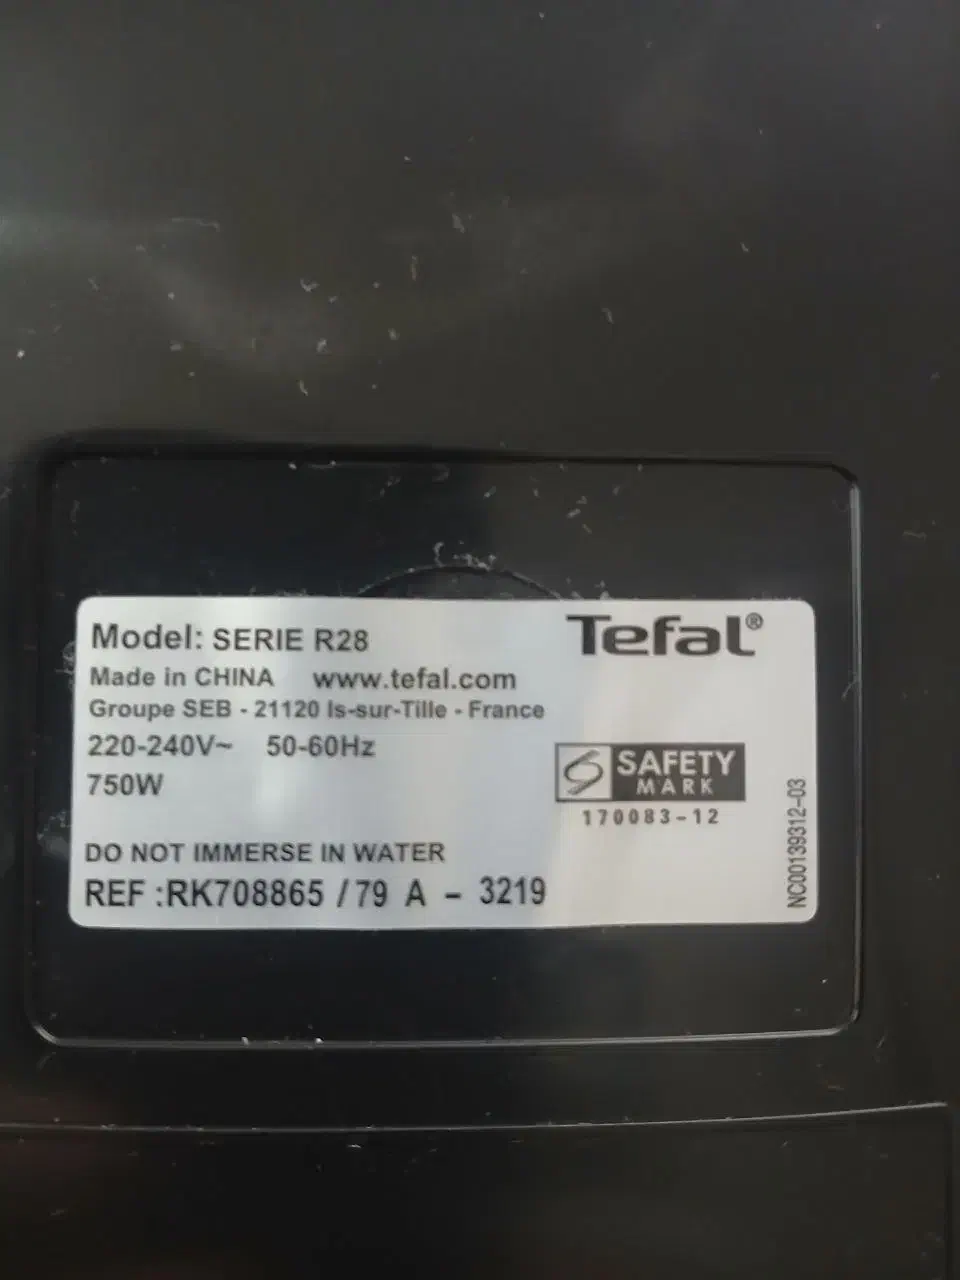 Model: SERIE R28
Tefal®
Made in CHINA www.tefal.com
Groupe SEB - 21120 Is-sur-Tille - France
220-240V~ 50-60Hz
750W
S SAFETY
MARK
170083-12
DO NOT IMMERSE IN WATER
REF :RK708865 / 79 A - 3219
NC00139312-03